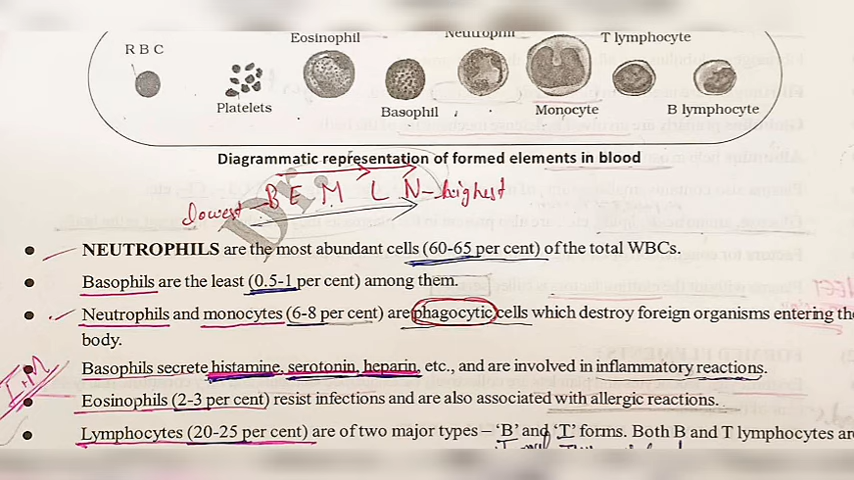 Neutrophil
Eosinophil
T lymphocyte
R B C
Platelets
Basophil
Monocyte
B lymphocyte
Diagrammatic representation of formed elements in blood
lowest - B E M L N - highest
• NEUTROPHILS are the most abundant cells (60-65 per cent) of the total WBCs.
• Basophils are the least (0.5-1 per cent) among them.
• Neutrophils and monocytes (6-8 per cent) are phagocytic cells which destroy foreign organisms entering the
body.
• Basophils secrete histamine, serotonin, heparin, etc., and are involved in inflammatory reactions.
• Eosinophils (2-3 per cent) resist infections and are also associated with allergic reactions.
• Lymphocytes (20-25 per cent) are of two major types – ‘B’ and ‘T’ forms. Both B and T lymphocytes are